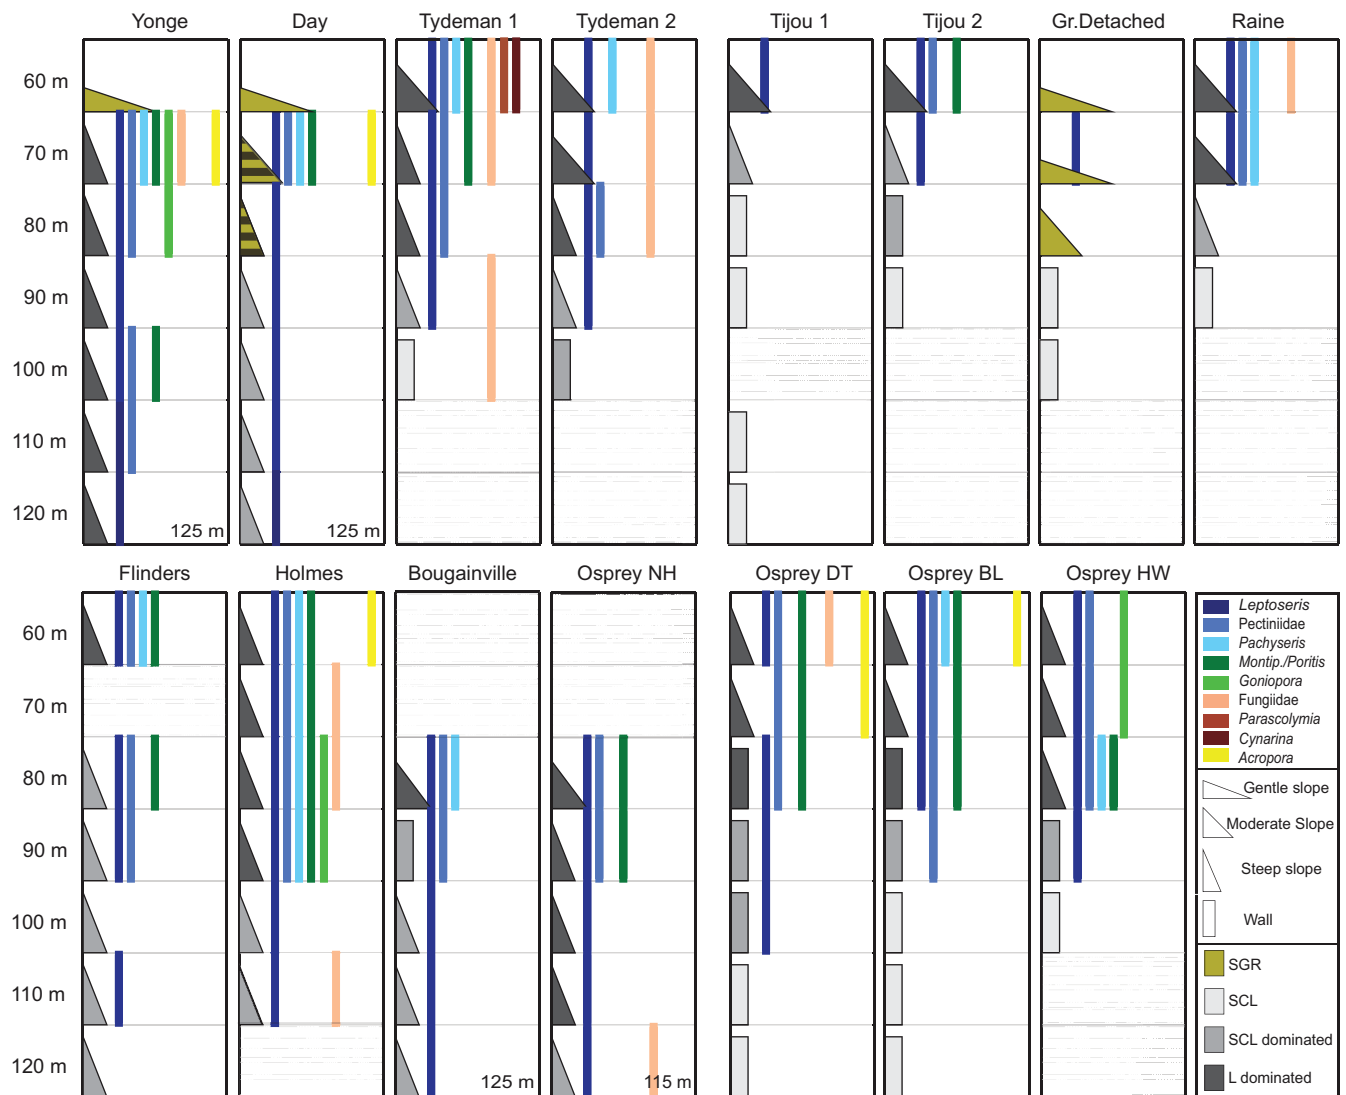 Yonge Day Tydeman 1 Tydeman 2 Tijou 1 Tijou 2 Gr.Detached Raine
60 m
70 m
80 m
90 m
100 m
110 m
120 m
125 m 125 m
Flinders Holmes Bougainville Osprey NH Osprey DT Osprey BL Osprey HW
60 m
70 m
80 m
90 m
100 m
110 m
120 m
125 m 115 m
Leptoseris
Pectiniidae
Pachyseris
Montip./Poritis
Goniopora
Fungiidae
Parascolymia
Cynarina
Acropora
Gentle slope
Moderate Slope
Steep slope
Wall
SGR
SCL
SCL dominated
L dominated